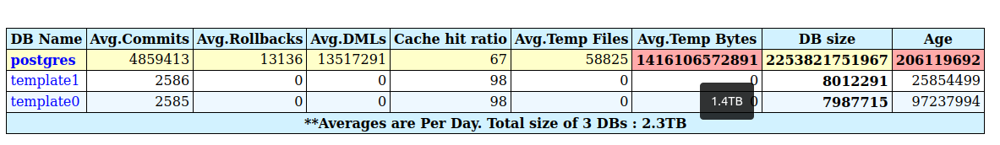 DB Name Avg.Commits Avg.Rollbacks Avg.DMLs Cache hit ratio Avg.Temp Files Avg.Temp Bytes DB size Age
postgres 4859413 13136 13517291 67 58825 1416106572891 2253821751967 206119692
template1 2586 0 0 98 0 0 8012291 25854499
template0 2585 0 0 98 0 0 7987715 97237994
1.4TB
**Averages are Per Day. Total size of 3 DBs : 2.3TB